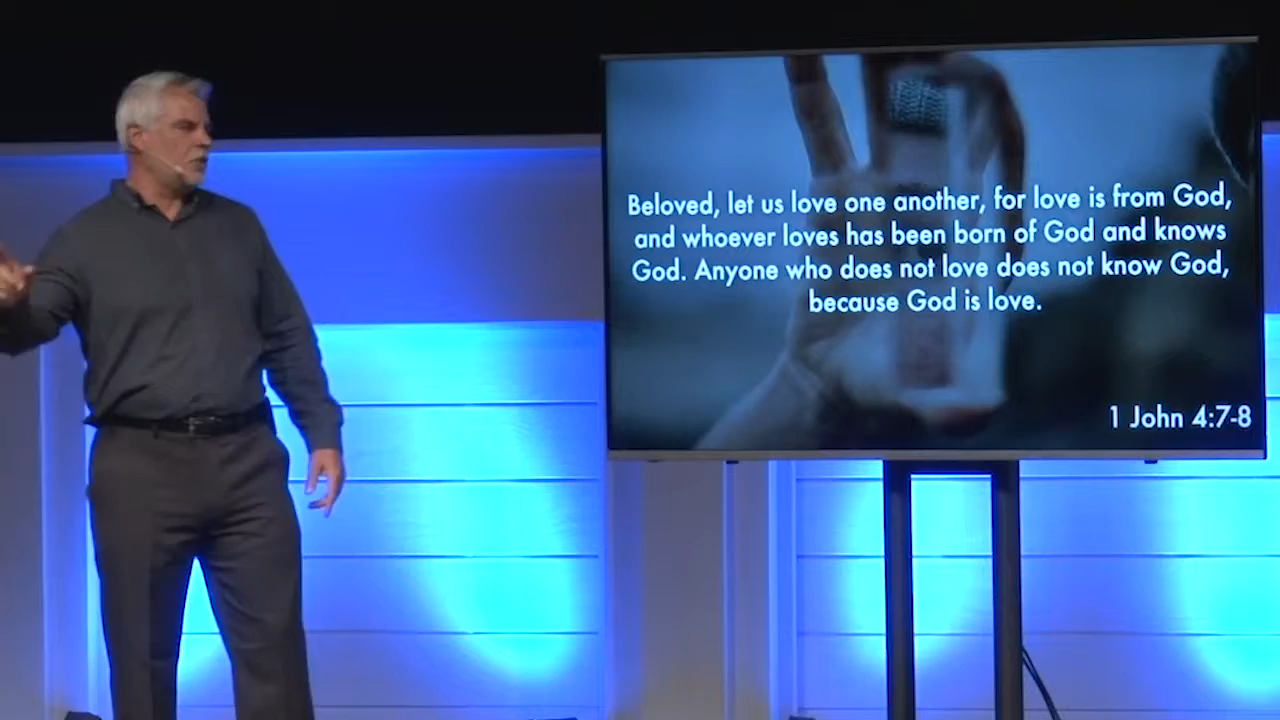 Beloved, let us love one another, for love is from God,
and whoever loves has been born of God and knows
God. Anyone who does not love does not know God,
because God is love.
1 John 4:7-8